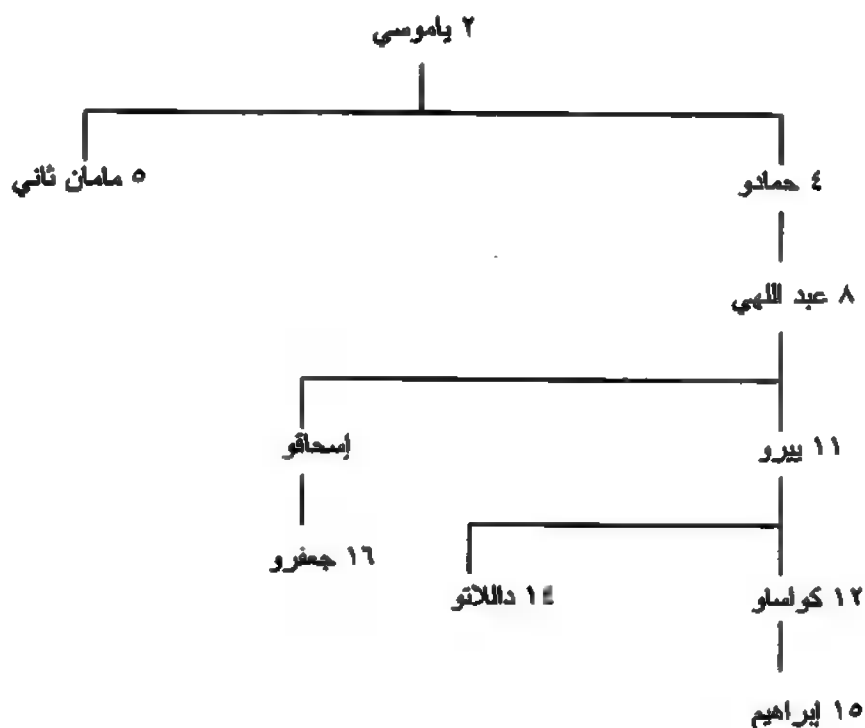 ٢ ياموسي
٤ حمادو
٥ مامان ثاني
٨ عبد اللهي
١١ بيرو
إسحاقو
١٢ كواساو
١٤ داللاتو
١٦ جعفرو
١٥ إبراهيم